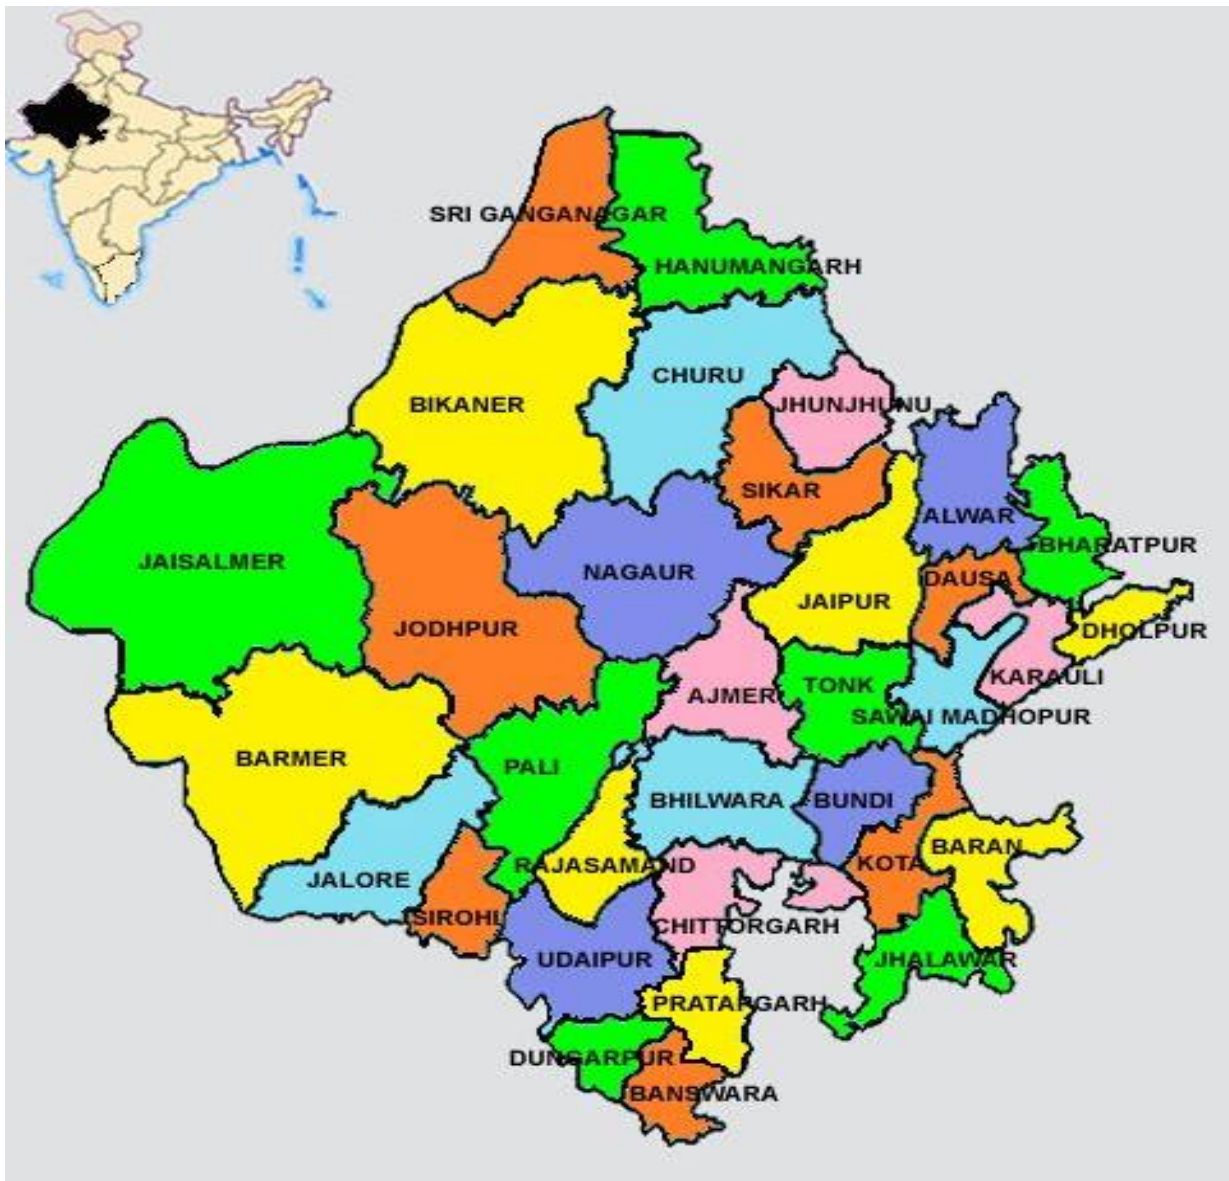 SRI GANGANAGAR
HANUMANGARH
CHURU
BIKANER
JHUNJHUNU
SIKAR
ALWAR
BHARATPUR
JAISALMER
NAGAUR
DAUSA
JAIPUR
JODHPUR
DHOLPUR
KARAULI
TONK
AJMER
SAWAI MADHOPUR
BARMER
PALI
BHILWARA
BUNDI
BARAN
RAJASAMAND
KOTA
JALORE
SIROHI
CHITTORGARH
UDAIPUR
JHALAWAR
PRATAPGARH
DUNGARPUR
BANSWARA